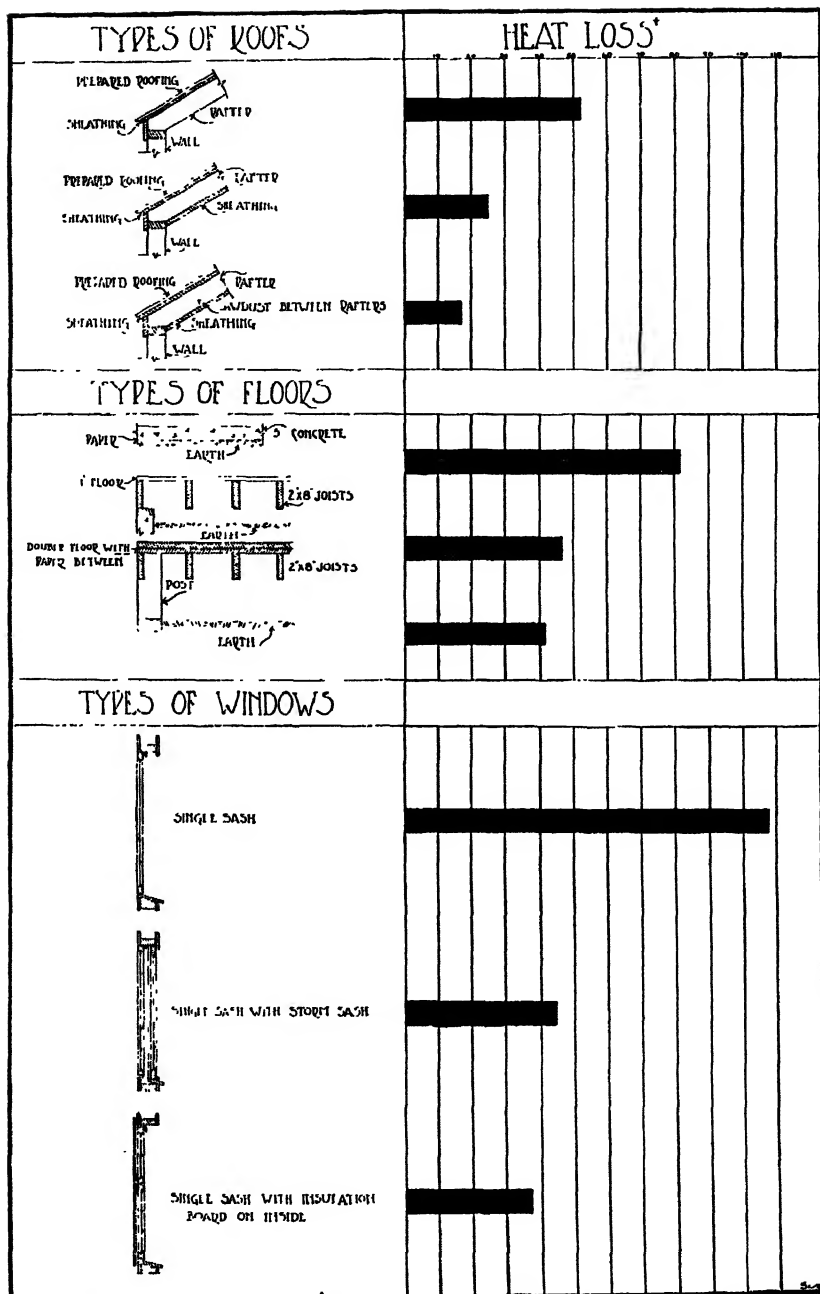 TYPES OF ROOFS
HEAT LOSS
PREPARED ROOFING
SHEATHING
RAFTER
WALL
PREPARED ROOFING
RAFTER
SHEATHING
SHEATHING
WALL
PREPARED ROOFING
RAFTER
SAWDUST BETWEEN RAFTERS
SHEATHING
SHEATHING
WALL
TYPES OF FLOORS
PAPER
5" CONCRETE
EARTH
1" FLOOR
2"X8" JOISTS
EARTH
DOUBLE FLOOR WITH
PAPER BETWEEN
2"X8" JOISTS
POST
EARTH
TYPES OF WINDOWS
SINGLE SASH
SINGLE SASH WITH STORM SASH
SINGLE SASH WITH INSULATION
BOARD ON INSIDE